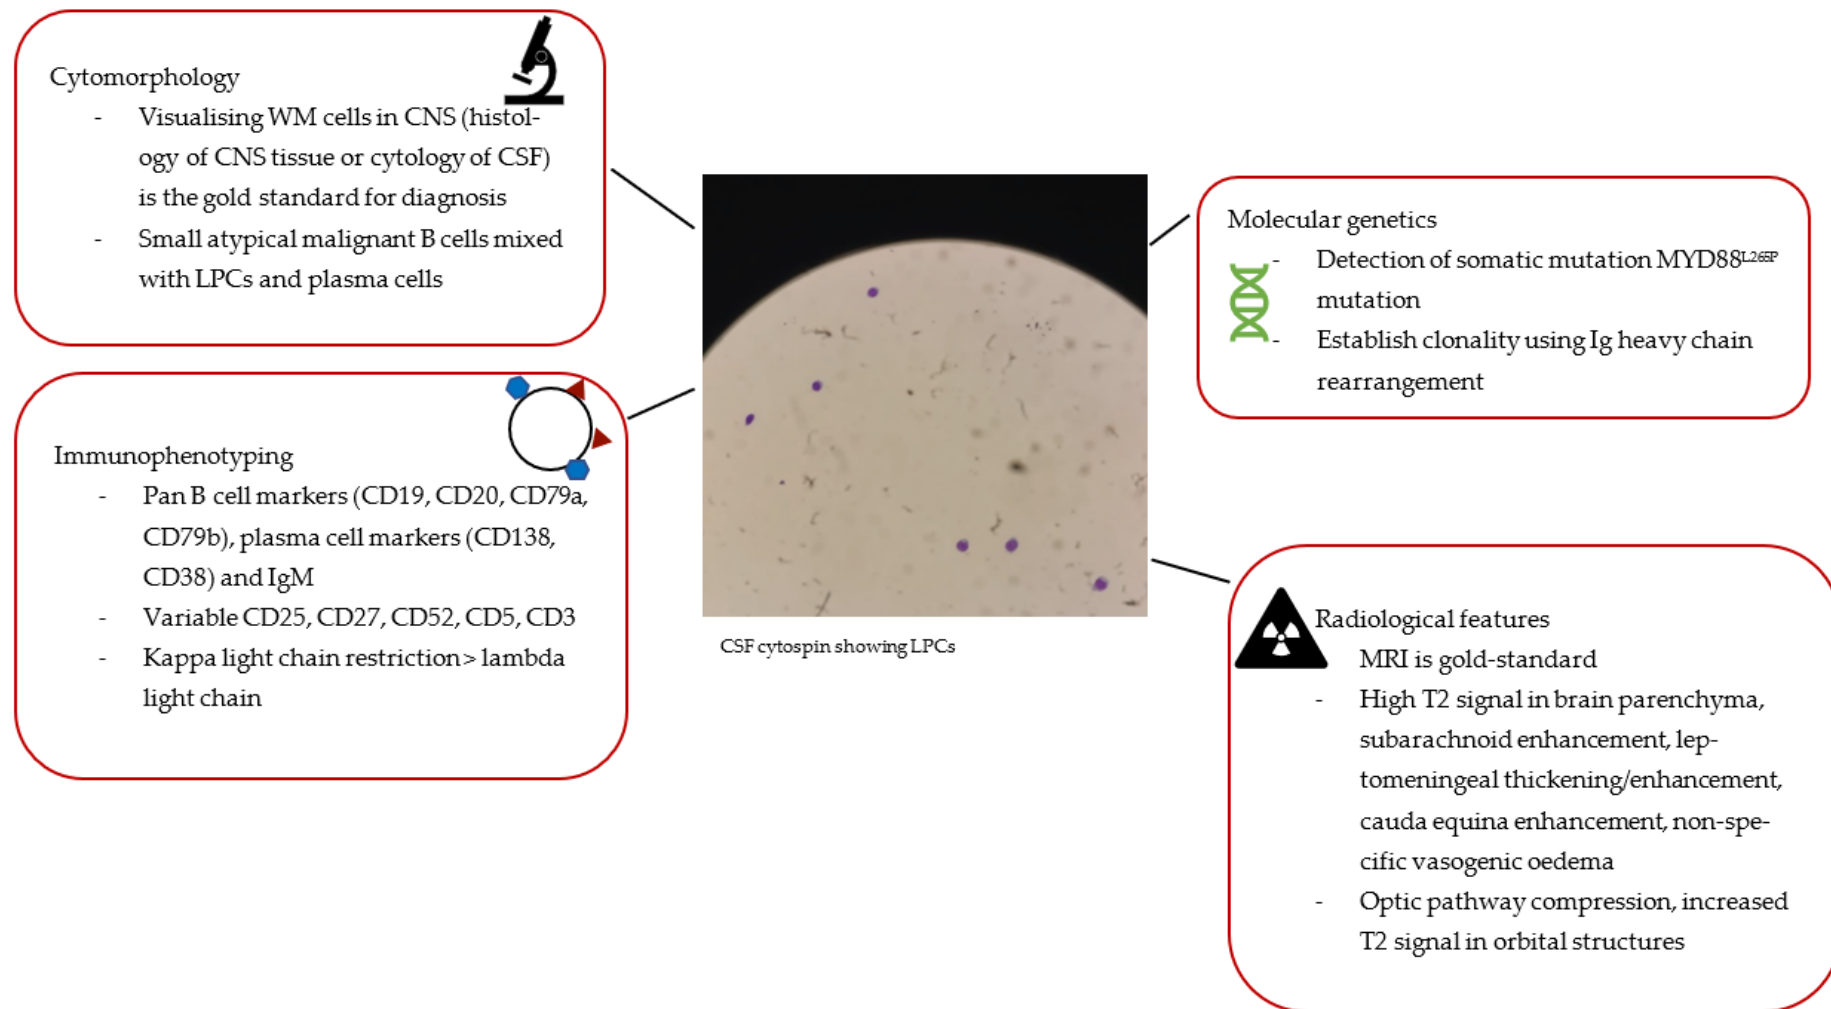 Cytomorphology
- Visualising WM cells in CNS (histol-
ogy of CNS tissue or cytology of CSF)
is the gold standard for diagnosis
- Small atypical malignant B cells mixed
with LPCs and plasma cells
Immunophenotyping
- Pan B cell markers (CD19, CD20, CD79a,
CD79b), plasma cell markers (CD138,
CD38) and IgM
- Variable CD25, CD27, CD52, CD5, CD3
- Kappa light chain restriction> lambda
light chain
CSF cytospin showing LPCs
Molecular genetics
- Detection of somatic mutation MYD88L265P
mutation
- Establish clonality using Ig heavy chain
rearrangement
Radiological features
MRI is gold-standard
- High T2 signal in brain parenchyma,
subarachnoid enhancement, lep-
tomeningeal thickening/enhancement,
cauda equina enhancement, non-spe-
cific vasogenic oedema
- Optic pathway compression, increased
T2 signal in orbital structures